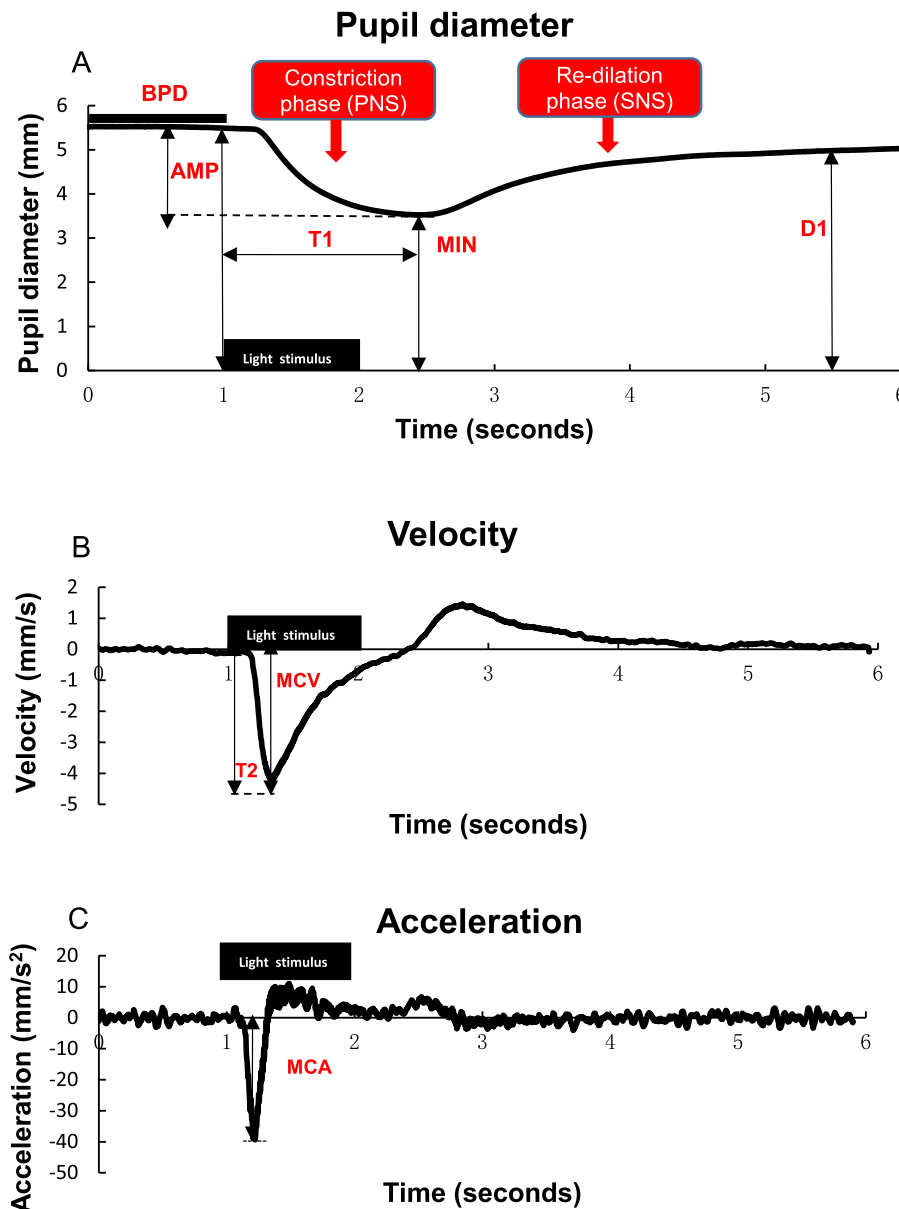 Pupil diameter
A
BPD
Constriction
phase (PNS)
Re-dilation
phase (SNS)
Pupil diameter (mm)
6
5
4
3
2
1
0
AMP
T1
MIN
D1
Light stimulus
0 1 2 3 4 5 6
Time (seconds)
B
Velocity
Velocity (mm/s)
2
1
0
-1
-2
-3
-4
-5
Light stimulus
MCV
T2
0 1 2 3 4 5 6
Time (seconds)
C
Acceleration
Acceleration (mm/s²)
20
10
0
-10
-20
-30
-40
-50
Light stimulus
MCA
0 1 2 3 4 5 6
Time (seconds)